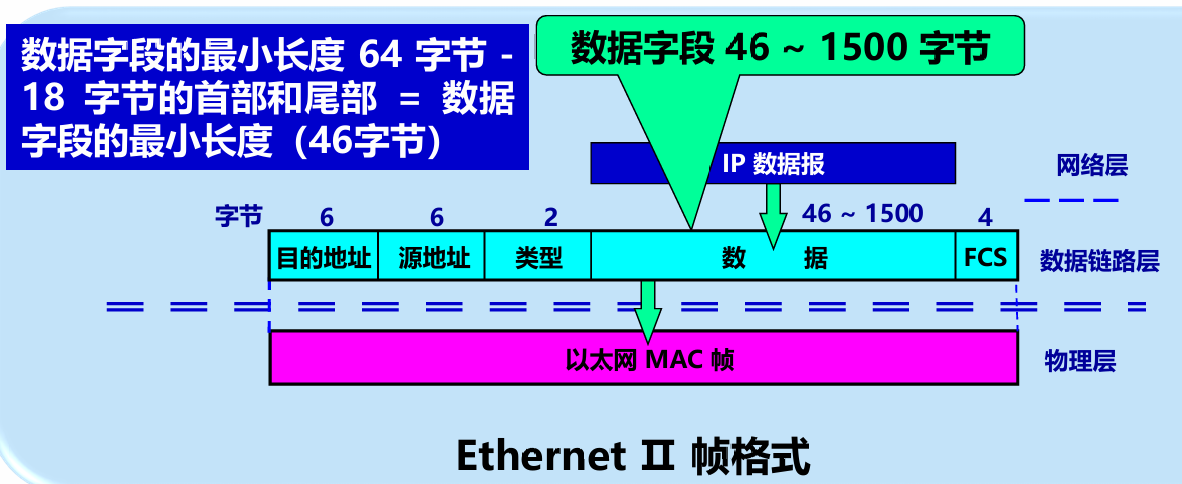 数据字段的最小长度 64 字节 -
18 字节的首部和尾部 = 数据
字段的最小长度（46字节）
数据字段 46 ~ 1500 字节
IP 数据报
网络层
字节 6 6 2 46 ~ 1500 4
目的地址 源地址 类型 数 据 FCS 数据链路层
以太网 MAC 帧 物理层
Ethernet Ⅱ 帧格式